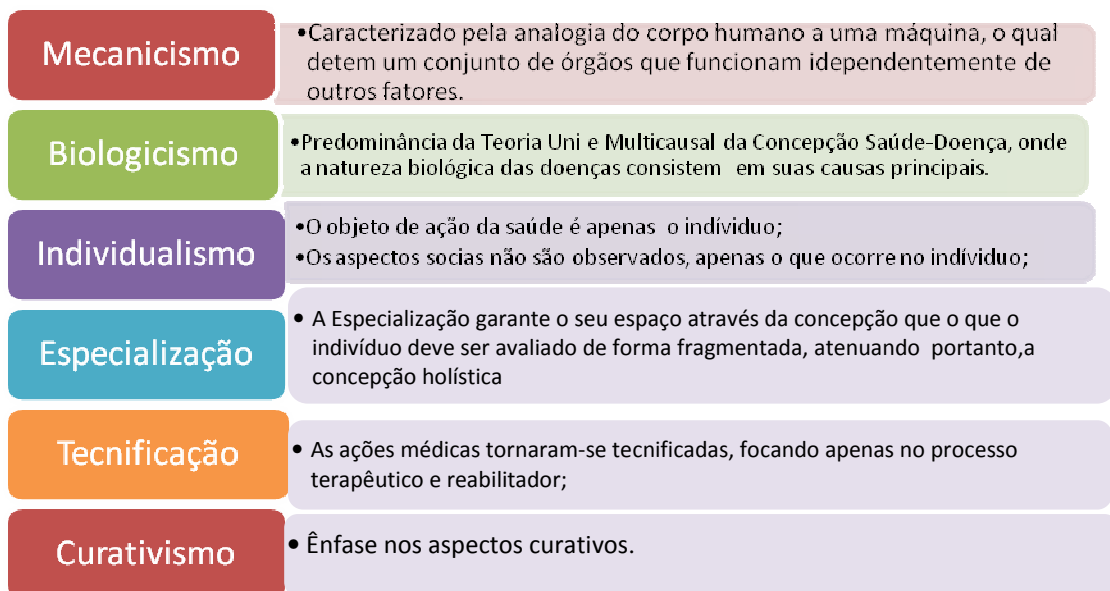 Mecanicismo
•Caracterizado pela analogia do corpo humano a uma máquina, o qual
detem um conjunto de órgãos que funcionam idependentemente de
outros fatores.
Biologicismo
•Predominância da Teoria Uni e Multicausal da Concepção Saúde-Doença, onde
a natureza biológica das doenças consistem em suas causas principais.
Individualismo
•O objeto de ação da saúde é apenas o indíviduo;
•Os aspectos socias não são observados, apenas o que ocorre no indíviduo;
Especialização
• A Especialização garante o seu espaço através da concepção que o que o
indivíduo deve ser avaliado de forma fragmentada, atenuando portanto,a
concepção holística
Tecnificação
• As ações médicas tornaram-se tecnificadas, focando apenas no processo
terapêutico e reabilitador;
Curativismo
• Ênfase nos aspectos curativos.